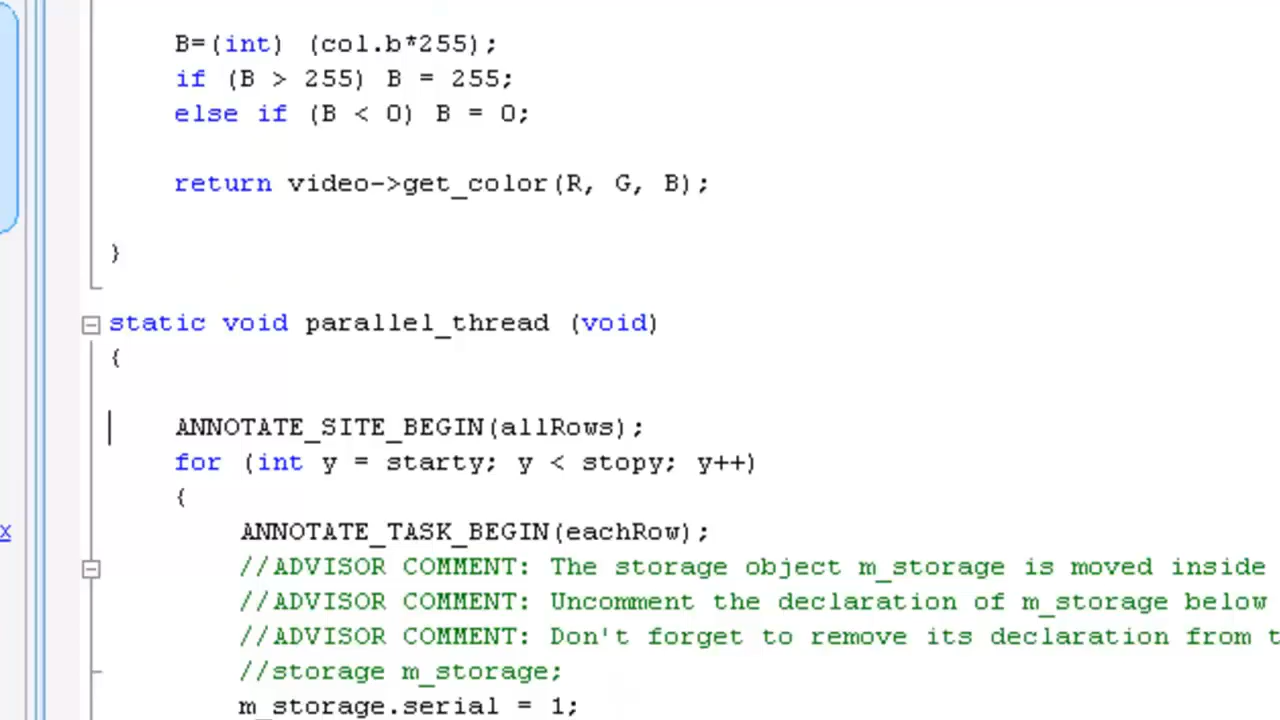 B=(int) (col.b*255);
if (B > 255) B = 255;
else if (B < 0) B = 0;
return video->get_color(R, G, B);
}
static void parallel_thread (void)
{
ANNOTATE_SITE_BEGIN(allRows);
for (int y = starty; y < stopy; y++)
{
x
ANNOTATE_TASK_BEGIN(eachRow);
//ADVISOR COMMENT: The storage object m_storage is moved inside
//ADVISOR COMMENT: Uncomment the declaration of m_storage below
//ADVISOR COMMENT: Don't forget to remove its declaration from t
//storage m_storage;
m_storage.serial = 1;